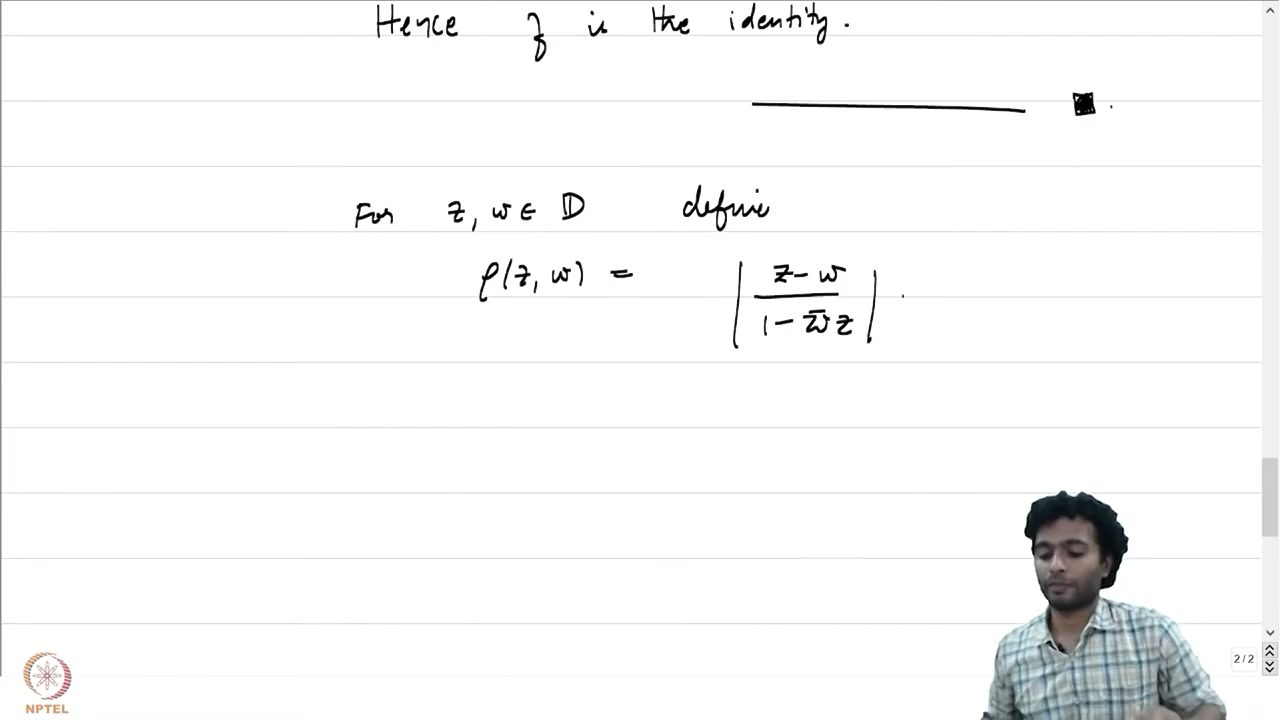 Hence f is the identity.
For z, w ∈ 𝔻 define
ρ(z, w) = | z - w / 1 - w̄ z | .
2 / 2
NPTEL